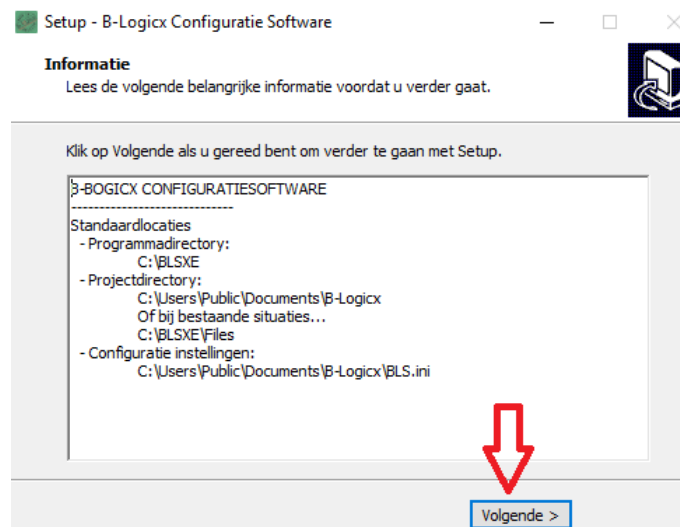 Setup - B-Logicx Configuratie Software
Informatie
Lees de volgende belangrijke informatie voordat u verder gaat.
Klik op Volgende als u gereed bent om verder te gaan met Setup.
B-BOGICX CONFIGURATIESOFTWARE
-----------------------------
Standaardlocaties
- Programmadirectory:
C:\BLSXE
- Projectdirectory:
C:\Users\Public\Documents\B-Logicx
Of bij bestaande situaties...
C:\BLSXE\Files
- Configuratie instellingen:
C:\Users\Public\Documents\B-Logicx\BLS.ini
Volgende >